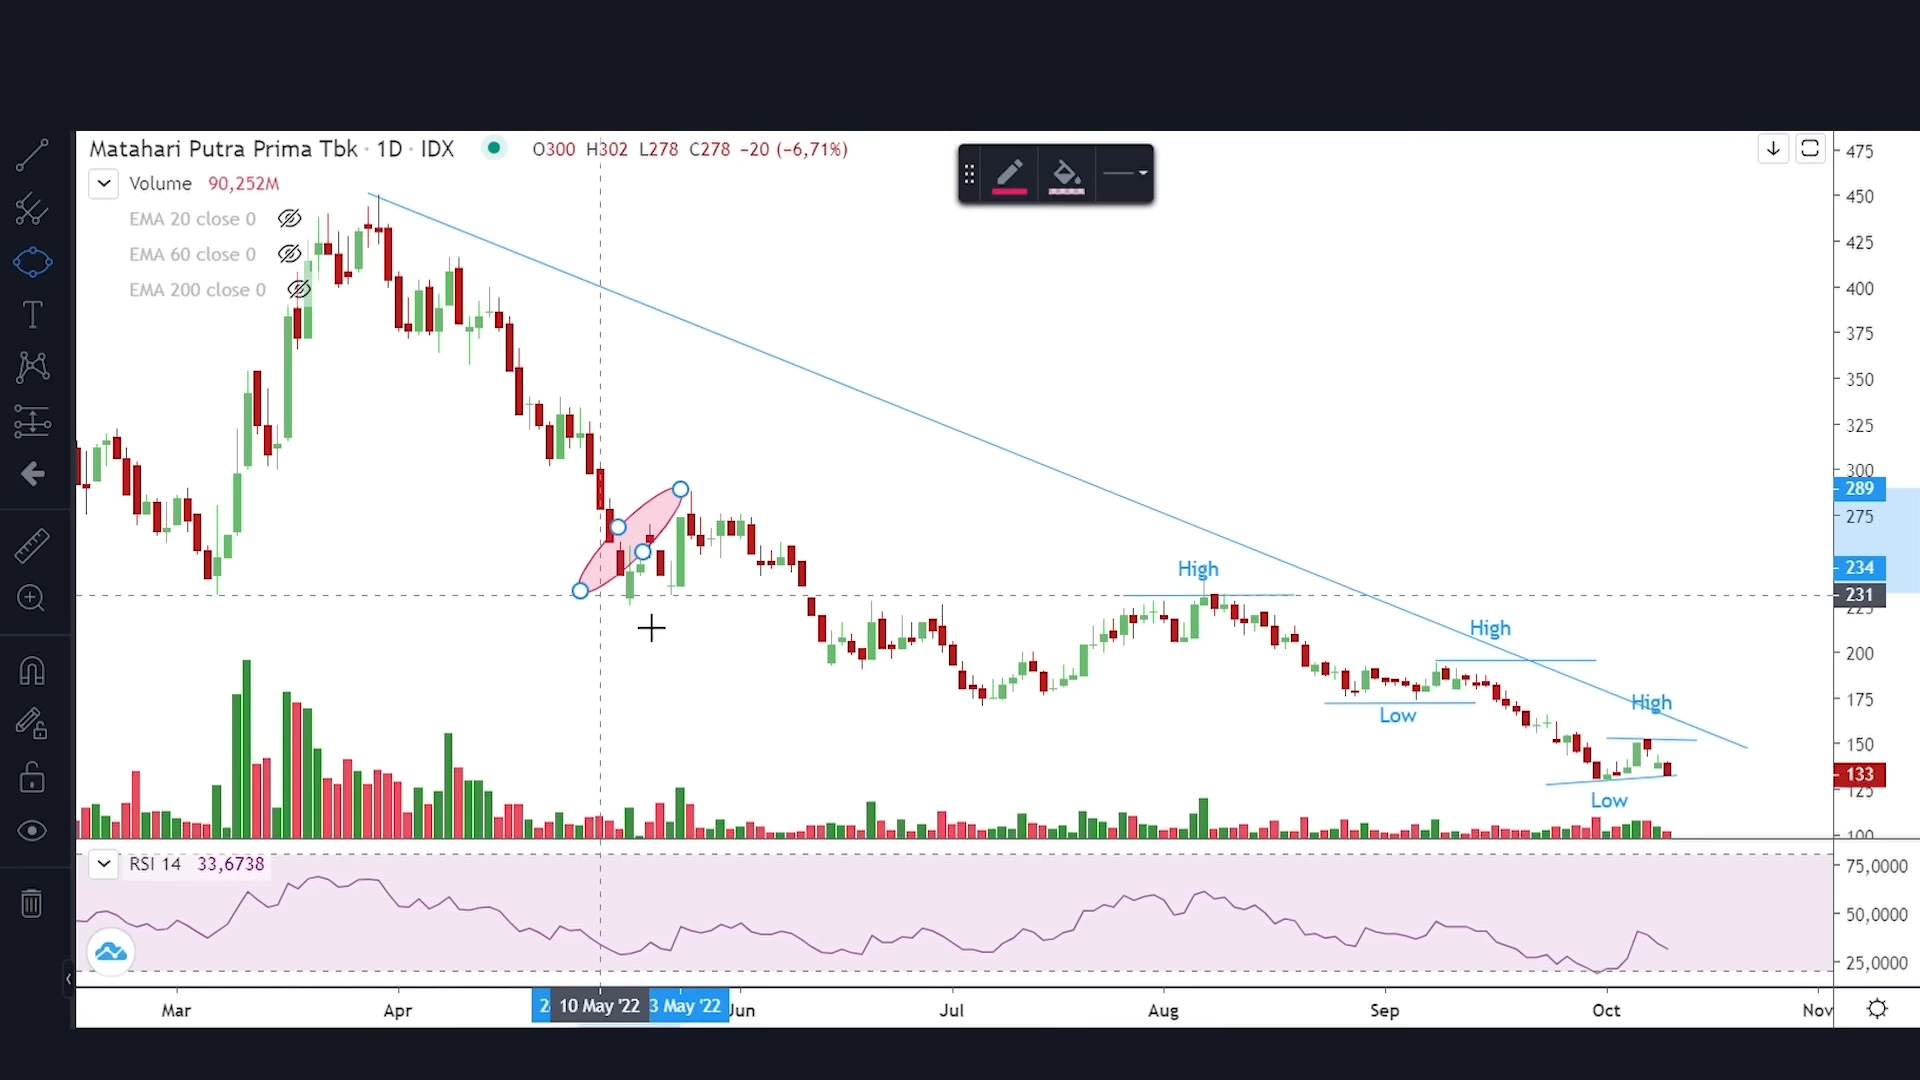 Matahari Putra Prima Tbk · 1D · IDX O300 H302 L278 C278 −20 (−6,71%)
Volume 90,252M
EMA 20 close 0
EMA 60 close 0
EMA 200 close 0
475
450
425
400
375
350
325
300
289
275
234
231
225
200
175
150
133
125
100
High
High
High
Low
Low
RSI 14 33,6738
75,0000
50,0000
25,0000
Mar Apr 10 May '22 3 May '22 Jun Jul Aug Sep Oct Nov